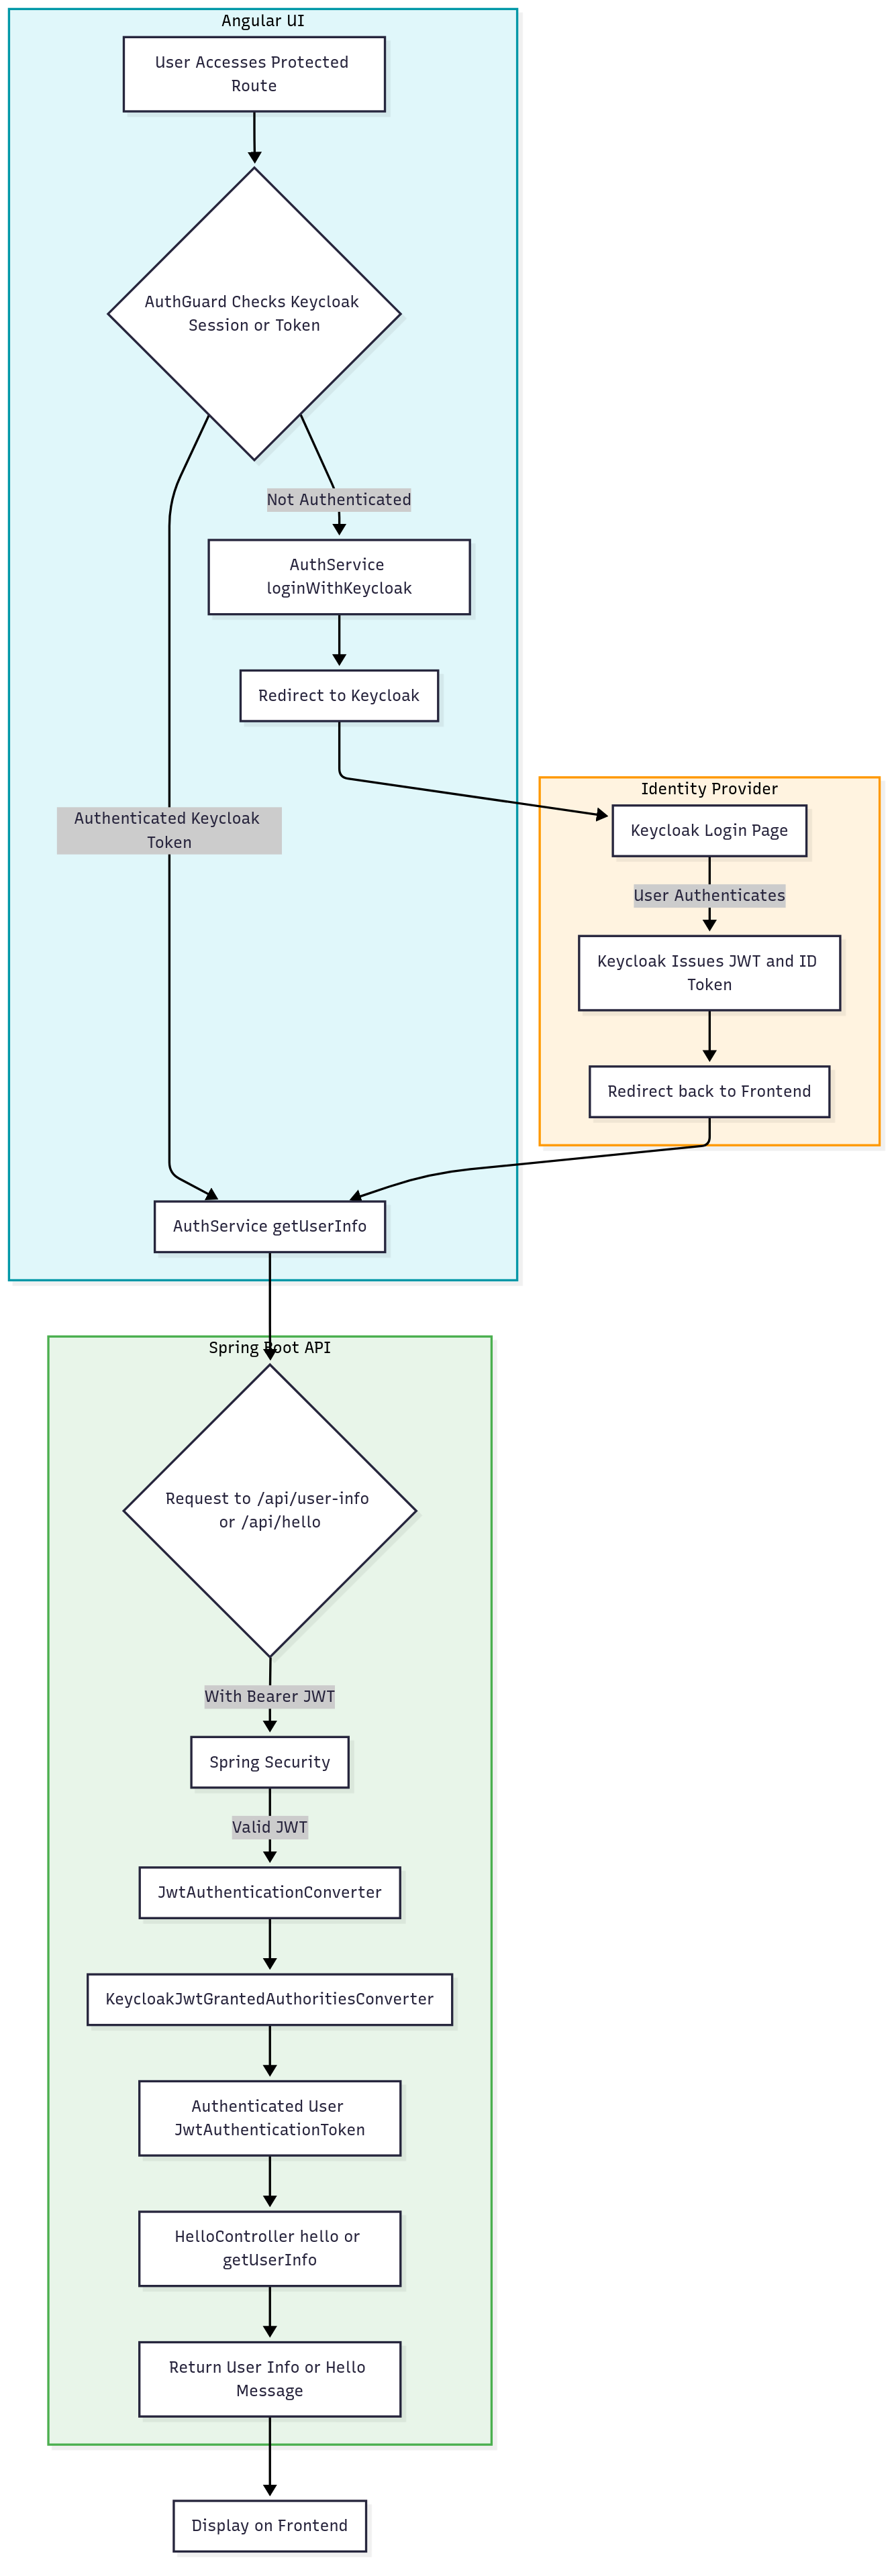 Angular UI
User Accesses Protected
Route
AuthGuard Checks Keycloak
Session or Token
Not Authenticated
AuthService
loginWithKeycloak
Redirect to Keycloak
Authenticated Keycloak
Token
Identity Provider
Keycloak Login Page
User Authenticates
Keycloak Issues JWT and ID
Token
Redirect back to Frontend
AuthService getUserInfo
Spring Boot API
Request to /api/user-info
or /api/hello
With Bearer JWT
Spring Security
Valid JWT
JwtAuthenticationConverter
KeycloakJwtGrantedAuthoritiesConverter
Authenticated User
JwtAuthenticationToken
HelloController hello or
getUserInfo
Return User Info or Hello
Message
Display on Frontend